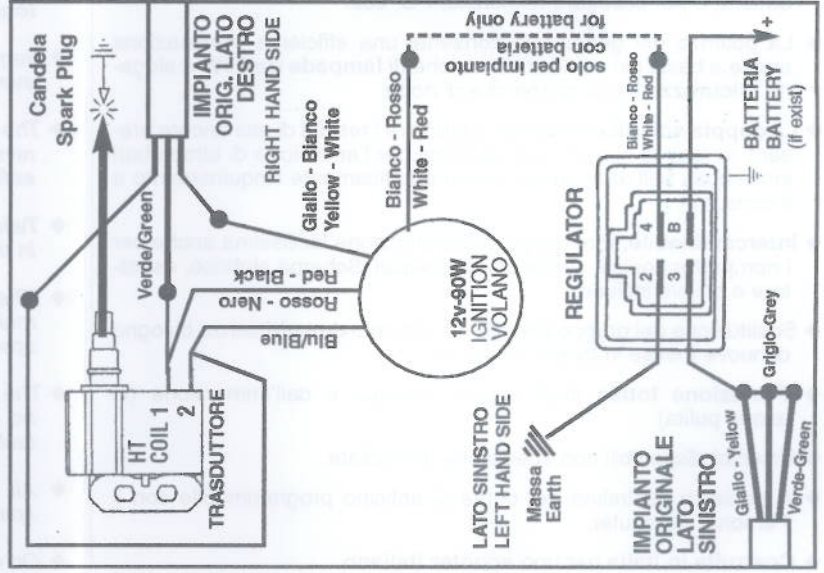 Candela
Spark Plug
HT
COIL 1
2
TRASDUTTORE
Verde/Green
IMPIANTO
ORIG. LATO
DESTRO
RIGHT HAND SIDE
Giallo - Bianco
Yellow - White
Rosso - Nero
Red. Black
Blu/Blue
12v-90W
IGNITION
VOLANO
Bianco - Rosso
White - Red
solo per impianto
con batteria
for battery only
LATO SINISTRO
LEFT HAND SIDE
Massa
Earth
REGULATOR
4
B
Bianco - Rosso
White - Red
BATTERIA
BATTERY
(if exist)
+
IMPIANTO
ORIGINALE
LATO
SINISTRO
Giallo - Yellow
Grigio-Grey
Verde-Green